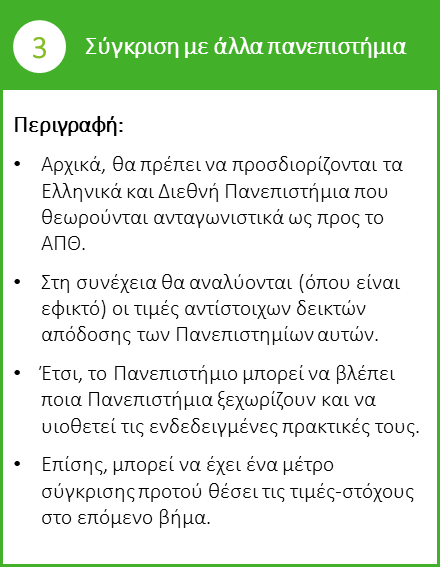 3 Σύγκριση με άλλα πανεπιστήμια
Περιγραφή:
• Αρχικά, θα πρέπει να προσδιορίζονται τα
Ελληνικά και Διεθνή Πανεπιστήμια που
θεωρούνται ανταγωνιστικά ως προς το
ΑΠΘ.
• Στη συνέχεια θα αναλύονται (όπου είναι
εφικτό) οι τιμές αντίστοιχων δεικτών
απόδοσης των Πανεπιστημίων αυτών.
• Έτσι, το Πανεπιστήμιο μπορεί να βλέπει
ποια Πανεπιστήμια ξεχωρίζουν και να
υιοθετεί τις ενδεδειγμένες πρακτικές τους.
• Επίσης, μπορεί να έχει ένα μέτρο
σύγκρισης προτού θέσει τις τιμές-στόχους
στο επόμενο βήμα.